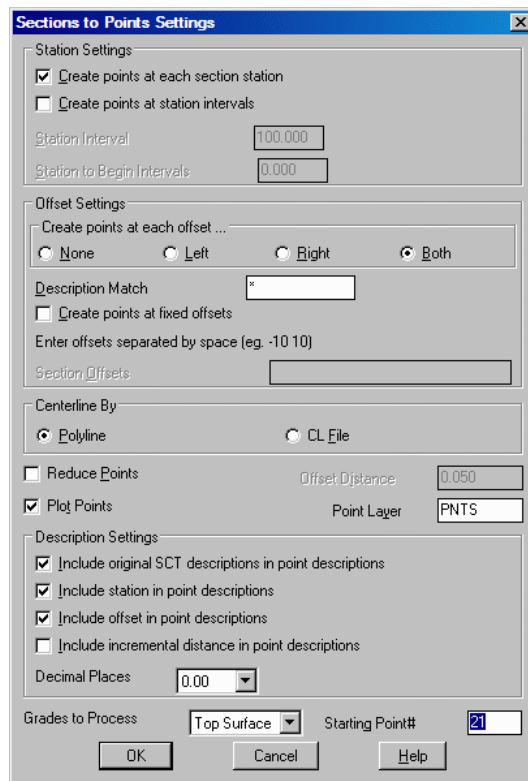 Sections to Points Settings
Station Settings
Create points at each section station
Create points at station intervals
Station Interval 100.000
Station to Begin Intervals 0.000
Offset Settings
Create points at each offset ...
None Left Right Both
Description Match *
Create points at fixed offsets
Enter offsets separated by space (eg. -10 10)
Section Offsets
Centerline By
Polyline CL File
Reduce Points Offset Distance 0.050
Plot Points Point Layer PNTS
Description Settings
Include original SCT descriptions in point descriptions
Include station in point descriptions
Include offset in point descriptions
Include incremental distance in point descriptions
Decimal Places 0.00
Grades to Process Top Surface Starting Point# 21
OK Cancel Help